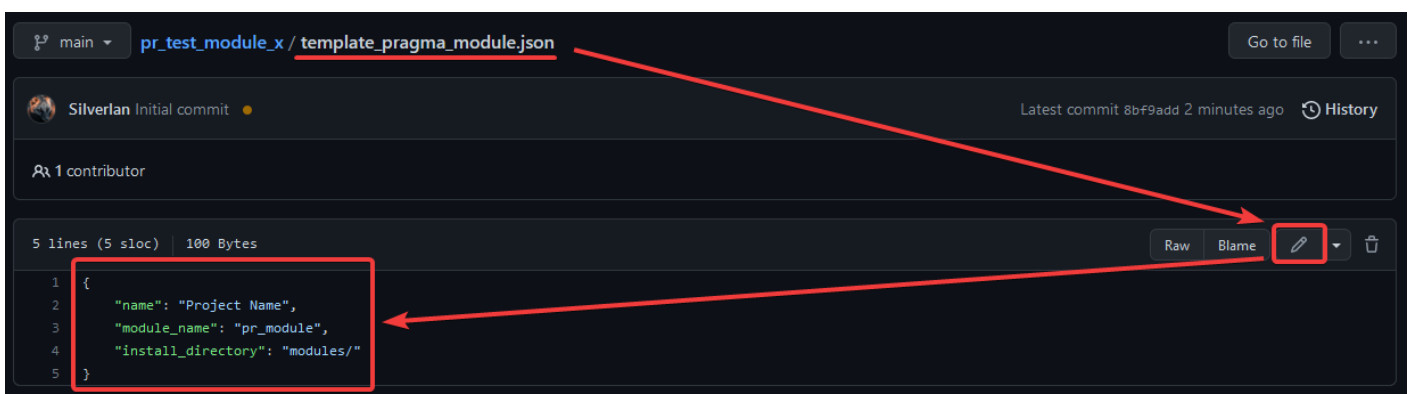 main pr_test_module_x / template_pragma_module.json Go to file ...
Silverlan Initial commit Latest commit 8bf9add 2 minutes ago History
1 contributor
5 lines (5 sloc) 100 Bytes Raw Blame
1 {
2 "name": "Project Name",
3 "module_name": "pr_module",
4 "install_directory": "modules/"
5 }